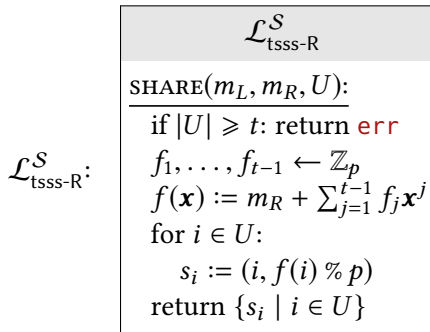 𝓛^𝓢_tsss-R
𝓛^𝓢_tsss-R:
SHARE(m_L, m_R, U):
if |U| ⩾ t: return err
f_1, . . . , f_{t−1} ← ℤ_p
f(𝒙) := m_R + ∑_{j=1}^{t−1} f_j 𝒙^j
for i ∈ U:
s_i := (i, f(i) % p)
return {s_i | i ∈ U}